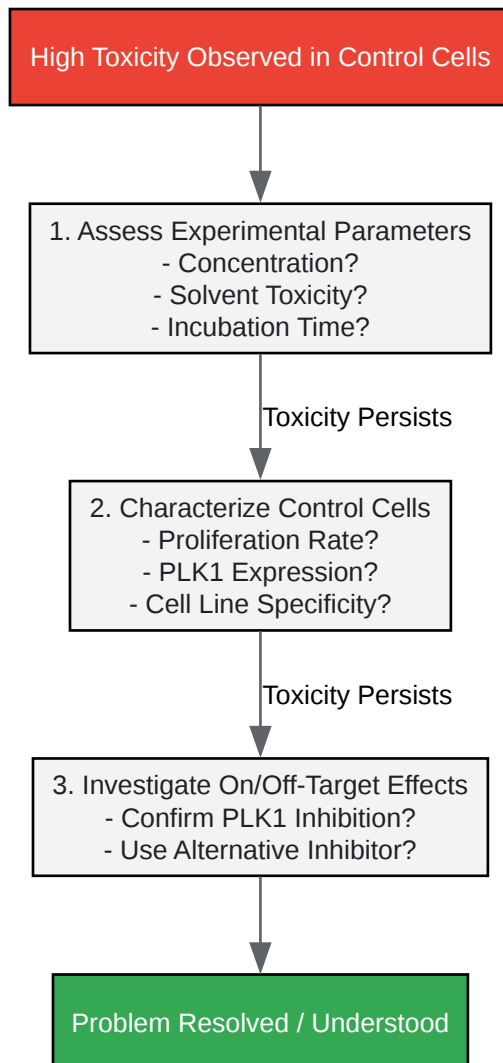 High Toxicity Observed in Control Cells
1. Assess Experimental Parameters
- Concentration?
- Solvent Toxicity?
- Incubation Time?
Toxicity Persists
2. Characterize Control Cells
- Proliferation Rate?
- PLK1 Expression?
- Cell Line Specificity?
Toxicity Persists
3. Investigate On/Off-Target Effects
- Confirm PLK1 Inhibition?
- Use Alternative Inhibitor?
Problem Resolved / Understood